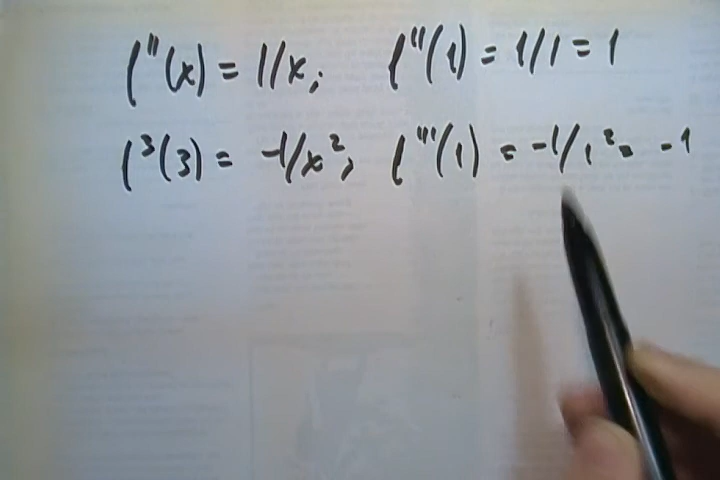 f''(x) = 1/x; f''(1) = 1/1 = 1
f³(3) = -1/x², f'''(1) = -1/1² = -1